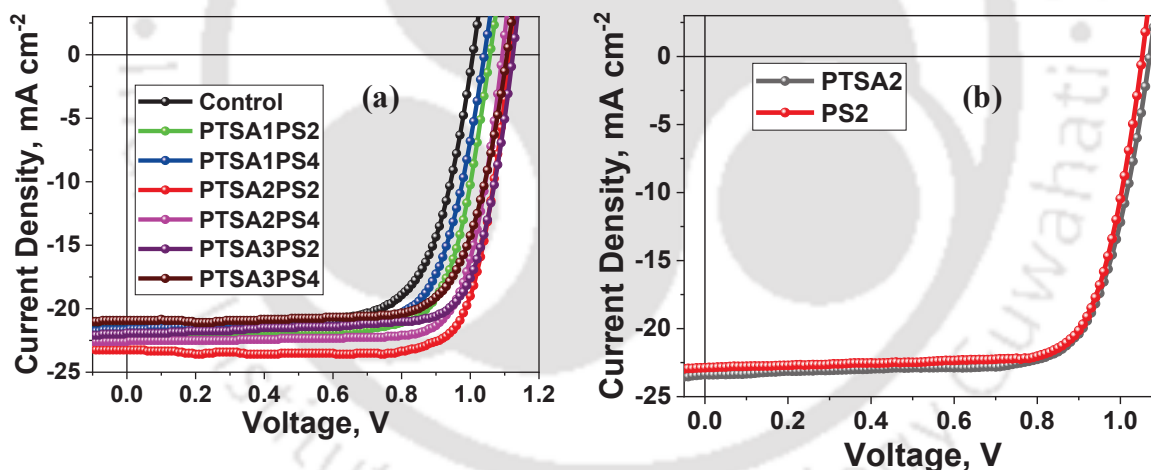 Current Density, mA cm-2
0
-5
-10
-15
-20
-25
(a)
Control
PTSA1PS2
PTSA1PS4
PTSA2PS2
PTSA2PS4
PTSA3PS2
PTSA3PS4
0.0 0.2 0.4 0.6 0.8 1.0 1.2
Voltage, V
Current Density, mA cm-2
0
-5
-10
-15
-20
-25
PTSA2
PS2
(b)
0.0 0.2 0.4 0.6 0.8 1.0
Voltage, V
Guwahati